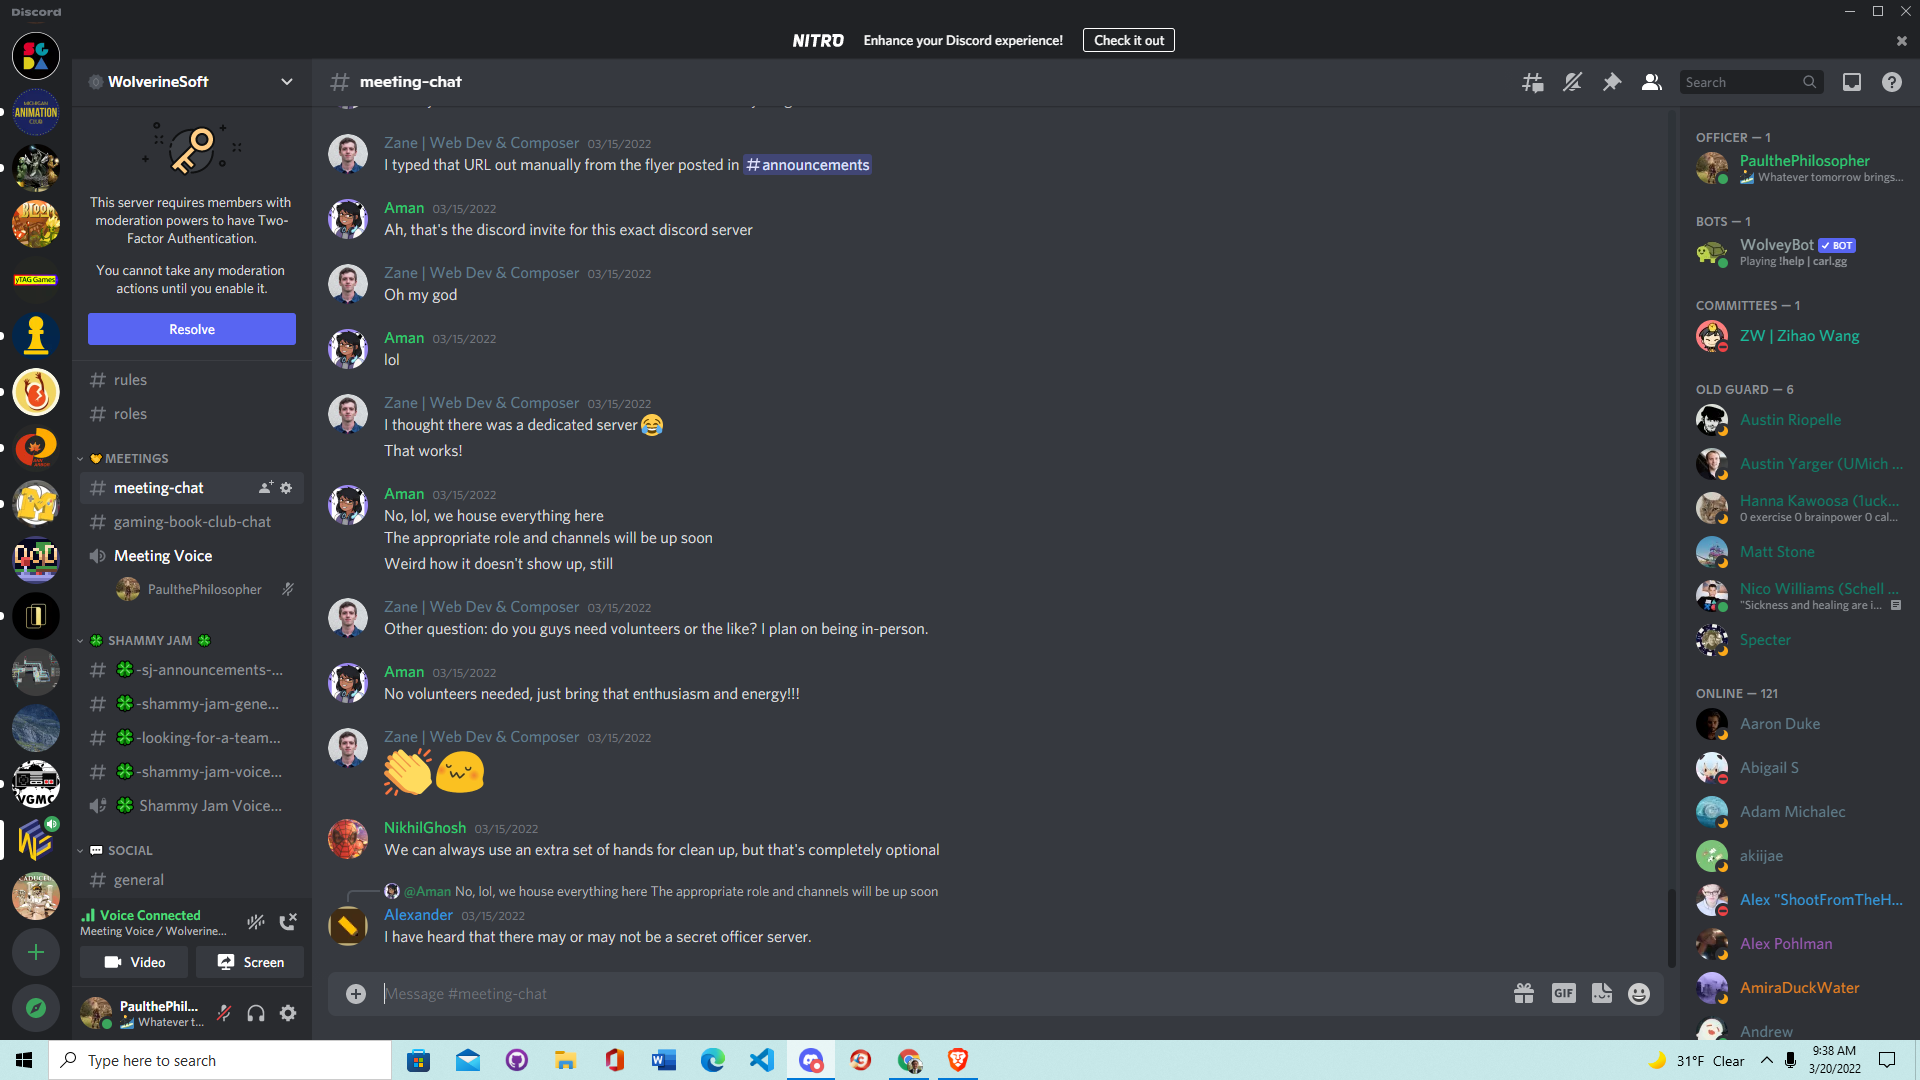 Discord
NITRO Enhance your Discord experience! Check it out
WolverineSoft
meeting-chat
Search
This server requires members with
moderation powers to have Two-
Factor Authentication.
You cannot take any moderation
actions until you enable it.
Resolve
rules
roles
MEETINGS
meeting-chat
gaming-book-club-chat
Meeting Voice
PaulthePhilosopher
SHAMMY JAM
🍀-sj-announcements-...
🍀-shammy-jam-gene...
🍀-looking-for-a-team...
🍀-shammy-jam-voice...
🍀 Shammy Jam Voice...
SOCIAL
general
Voice Connected
Meeting Voice / Wolverine...
Video
Screen
PaulthePhil...
Whatever t...
MICHIGAN
ANIMATION
CLUB
BLOOM
yTAG Games
VGMC
Zane | Web Dev & Composer 03/15/2022
I typed that URL out manually from the flyer posted in #announcements
Aman 03/15/2022
Ah, that's the discord invite for this exact discord server
Zane | Web Dev & Composer 03/15/2022
Oh my god
Aman 03/15/2022
lol
Zane | Web Dev & Composer 03/15/2022
I thought there was a dedicated server 😂
That works!
Aman 03/15/2022
No, lol, we house everything here
The appropriate role and channels will be up soon
Weird how it doesn't show up, still
Zane | Web Dev & Composer 03/15/2022
Other question: do you guys need volunteers or the like? I plan on being in-person.
Aman 03/15/2022
No volunteers needed, just bring that enthusiasm and energy!!!
Zane | Web Dev & Composer 03/15/2022
NikhilGhosh 03/15/2022
We can always use an extra set of hands for clean up, but that's completely optional
@Aman No, lol, we house everything here The appropriate role and channels will be up soon
Alexander 03/15/2022
I have heard that there may or may not be a secret officer server.
Message #meeting-chat
GIF
OFFICER — 1
PaulthePhilosopher
Whatever tomorrow brings...
BOTS — 1
WolveyBot ✓ BOT
Playing !help | carl.gg
COMMITTEES — 1
ZW | Zihao Wang
OLD GUARD — 6
Austin Riopelle
Austin Yarger (UMich ...
Hanna Kawoosa (1uck...
0 exercise 0 brainpower 0 cal...
Matt Stone
Nico Williams (Schell ...
"Sickness and healing are i...
Specter
ONLINE — 121
Aaron Duke
Abigail S
Adam Michalec
akiijae
Alex "ShootFromTheH...
Alex Pohlman
AmiraDuckWater
Andrew
Type here to search
31°F Clear
9:38 AM
3/20/2022